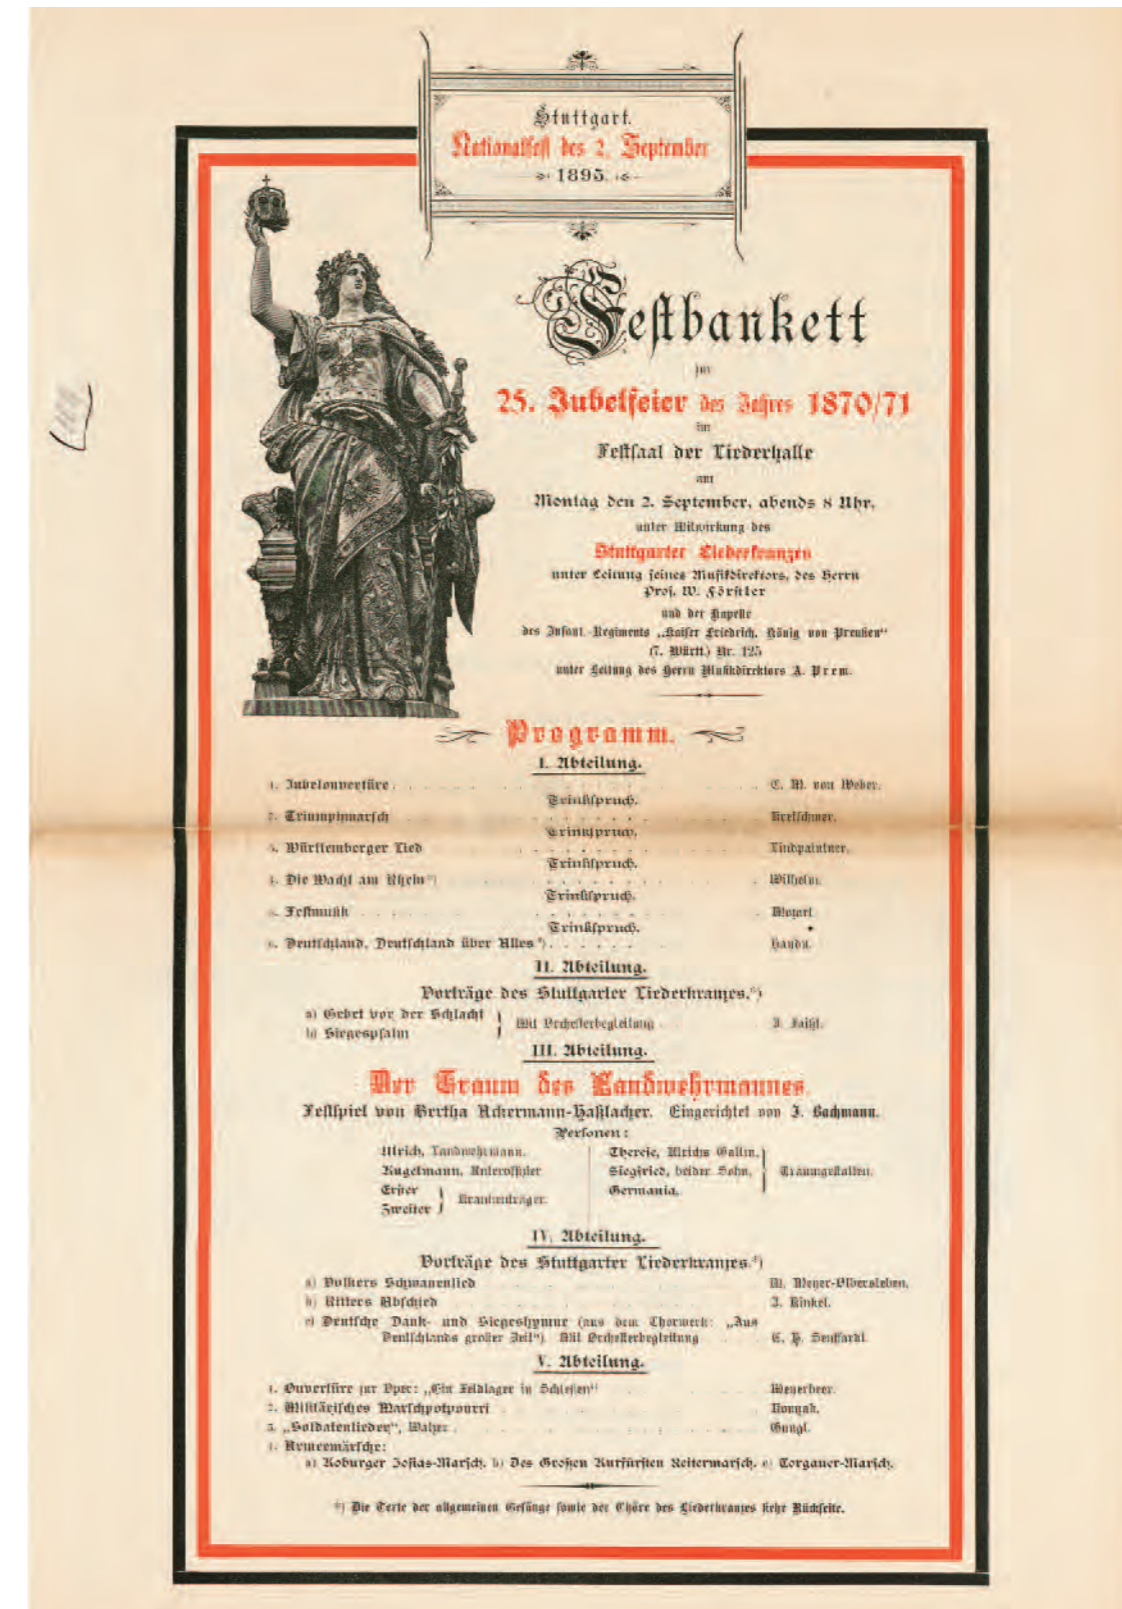 Stuttgart.
Nationalfest des 2. September
1895.
Festbankett
zur
25. Jubelfeier des Jahres 1870/71
im
Festsaal der Liederhalle
am
Montag den 2. September, abends 8 Uhr,
unter Mitwirkung des
Stuttgarter Liederkranzes
unter Leitung seines Musikdirektors, des Herrn
Prof. W. Förstler
und der Kapelle
des Infant.-Regiments „Kaiser Friedrich, König von Preußen“
(7. Württ.) Nr. 125
unter Leitung des Herrn Musikdirektors A. Prem.
Programm.
I. Abteilung.
1. Jubelouvertüre . . . . . C. M. von Weber.
Trinkspruch.
2. Triumphmarsch . . . . . Kretschmer.
Trinkspruch.
3. Württemberger Lied . . . . . Lindpaintner.
Trinkspruch.
4. Die Wacht am Rhein*) . . . . . Wilhelm.
Trinkspruch.
5. Festmusik . . . . . Mozart
Trinkspruch.
6. Deutschland, Deutschland über Alles*) . . . . . Haydn.
II. Abteilung.
Vorträge des Stuttgarter Liederkranzes.*)
a) Gebet vor der Schlacht
b) Siegespsalm
Mit Orchesterbegleitung . . J. Faißt.
III. Abteilung.
Der Traum des Landwehrmannes.
Festspiel von Bertha Ackermann-Haßlacher. Eingerichtet von J. Bachmann.
Personen:
Ulrich, Landwehrmann.
Kugelmann, Unteroffizier
Erster
Zweiter
Krankenträger.
Therese, Ulrichs Gattin,
Siegfried, beider Sohn,
Germania,
Traumgestalten.
IV. Abteilung.
Vorträge des Stuttgarter Liederkranzes.*)
a) Volkers Schwanenlied . . . . . M. Meyer-Olbersleben.
b) Ritters Abschied . . . . . J. Kinkel.
c) Deutsche Dank- und Siegeshymne (aus dem Chorwerk: „Aus
Deutschlands großer Zeit“). Mit Orchesterbegleitung . . E. H. Seyffardt.
V. Abteilung.
1. Ouvertüre zur Oper: „Ein Feldlager in Schlesien“ . . Meyerbeer.
2. Militärisches Marschpotpourri . . . . .
3. „Soldatenlieder“, Walzer . . . . . Gungl.
4. Armeemärsche:
a) Koburger Josias-Marsch. b) Des Großen Kurfürsten Reitermarsch. c) Torgauer-Marsch.
*) Die Texte der allgemeinen Gesänge sowie der Chöre des Liederkranzes siehe Rückseite.